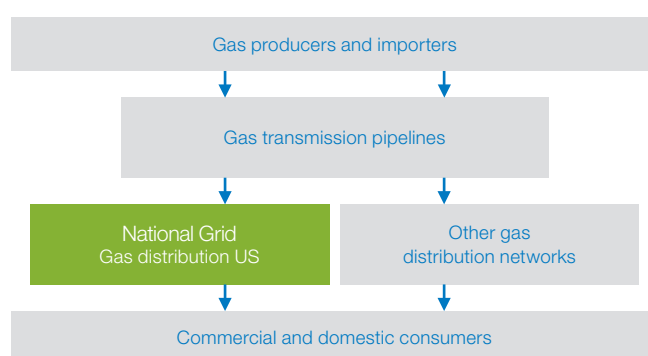 Gas producers and importers
Gas transmission pipelines
National Grid
Gas distribution US
Other gas
distribution networks
Commercial and domestic consumers